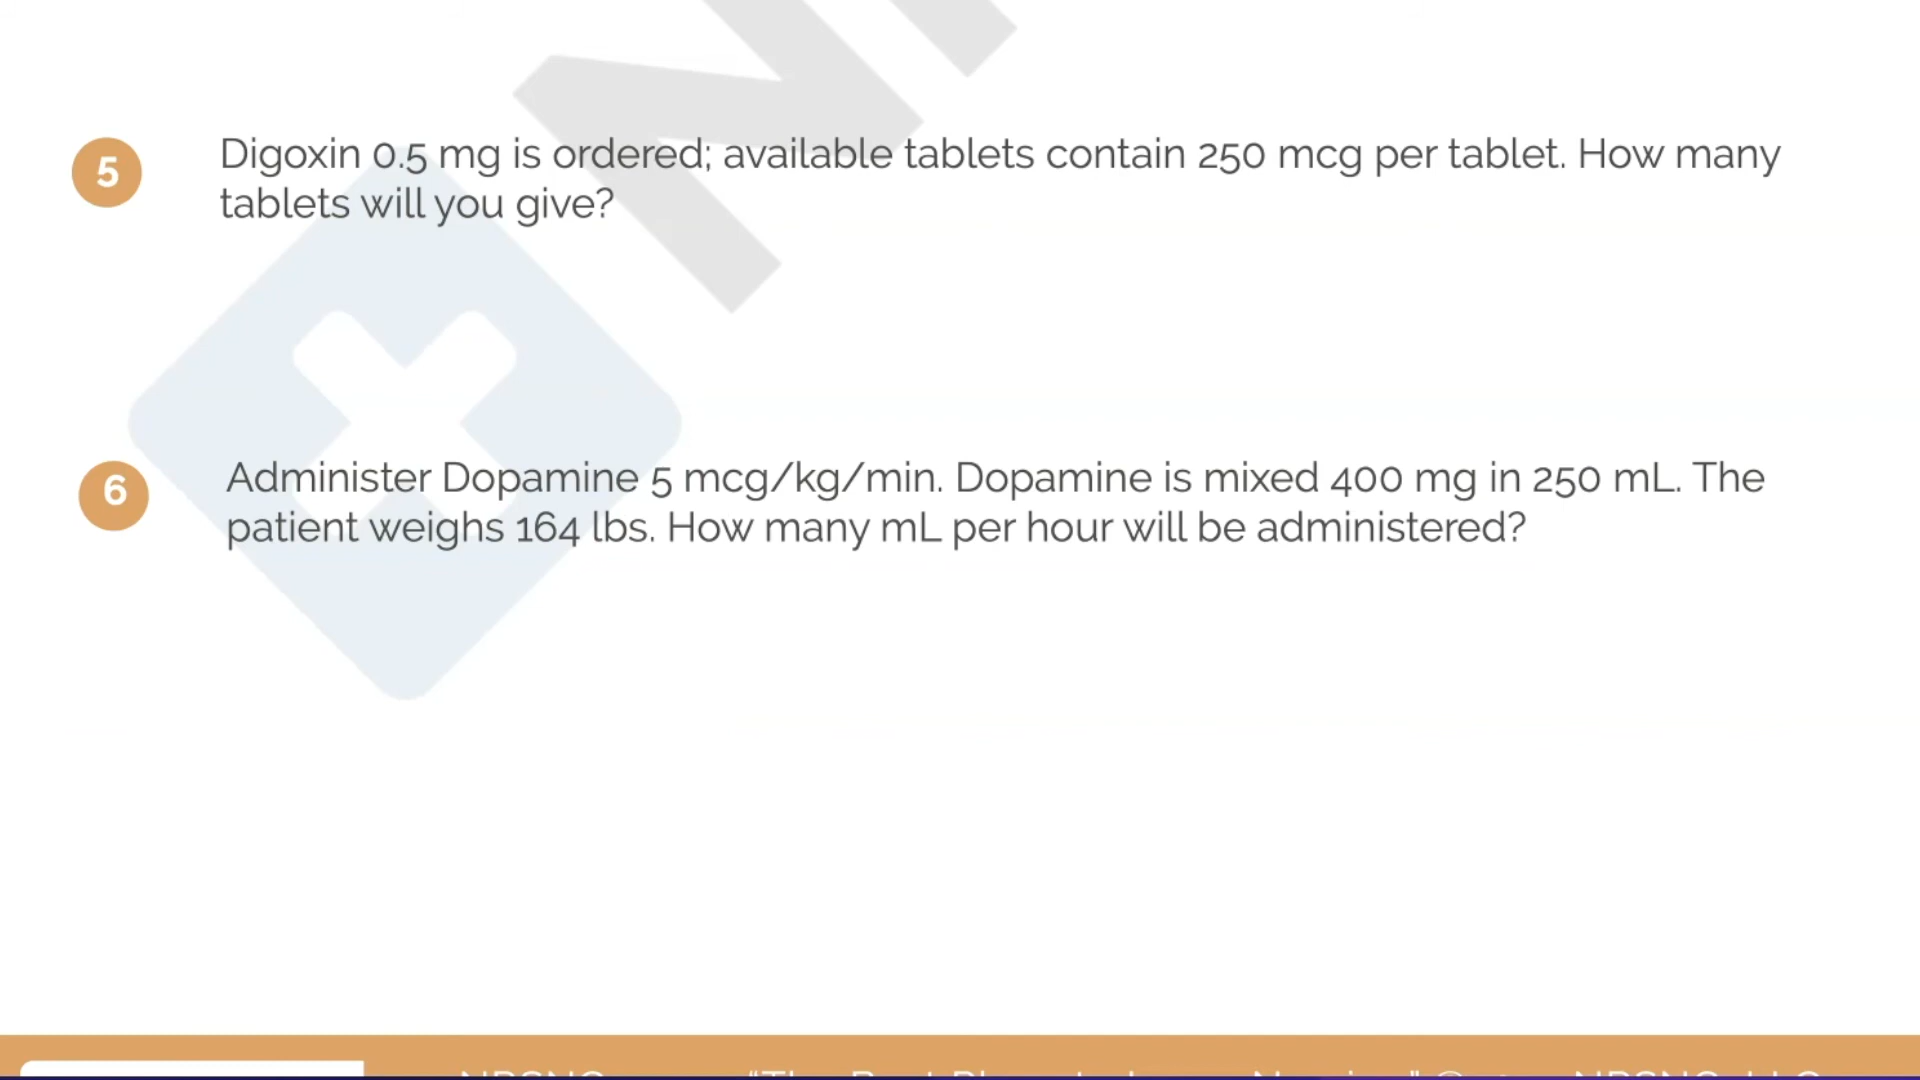 5
Digoxin 0.5 mg is ordered; available tablets contain 250 mcg per tablet. How many
tablets will you give?
6
Administer Dopamine 5 mcg/kg/min. Dopamine is mixed 400 mg in 250 mL. The
patient weighs 164 lbs. How many mL per hour will be administered?